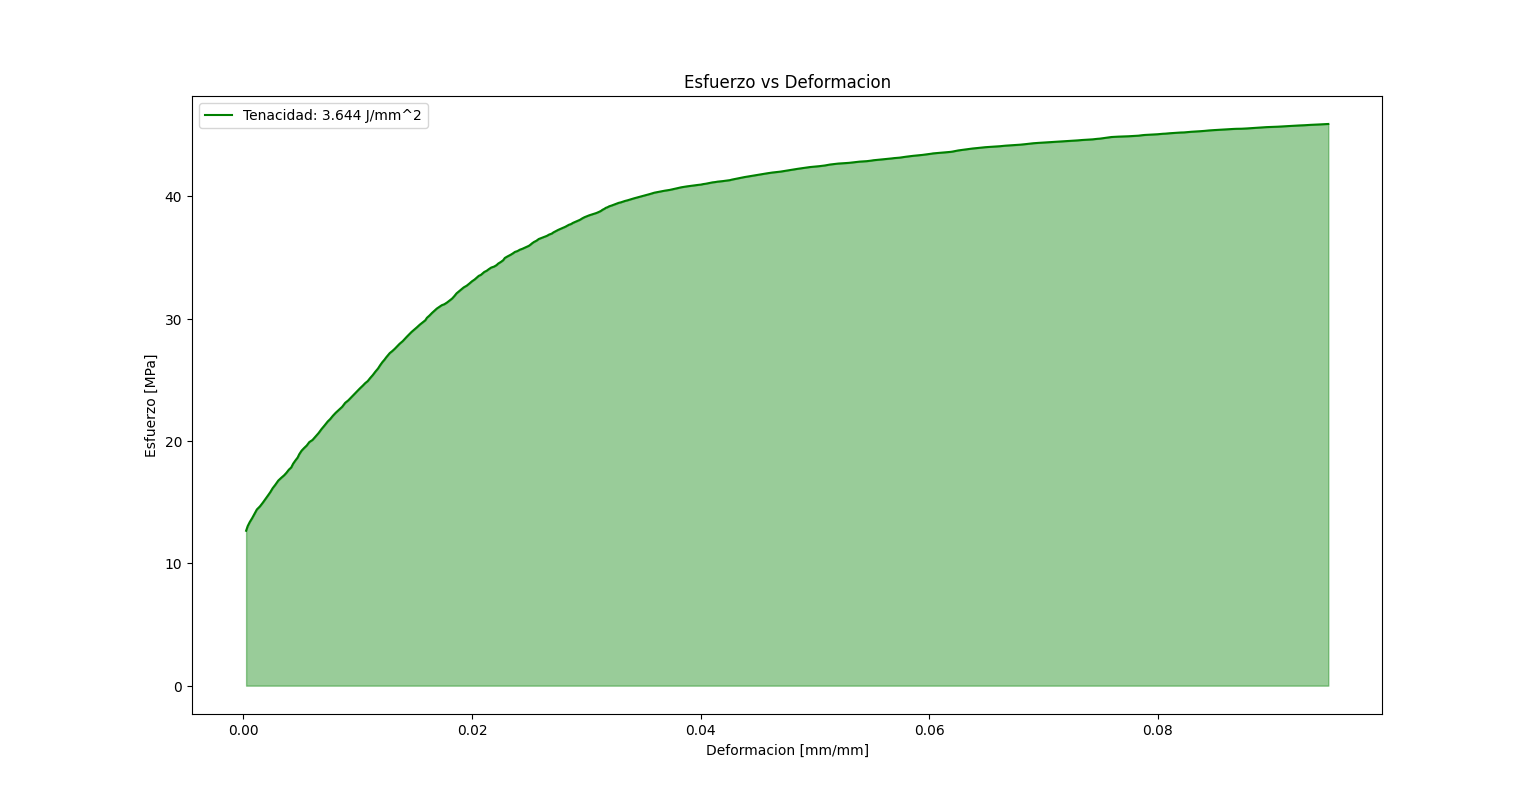 Esfuerzo vs Deformacion
Tenacidad: 3.644 J/mm^2
Esfuerzo [MPa]
40
30
20
10
0
0.00 0.02 0.04 0.06 0.08
Deformacion [mm/mm]